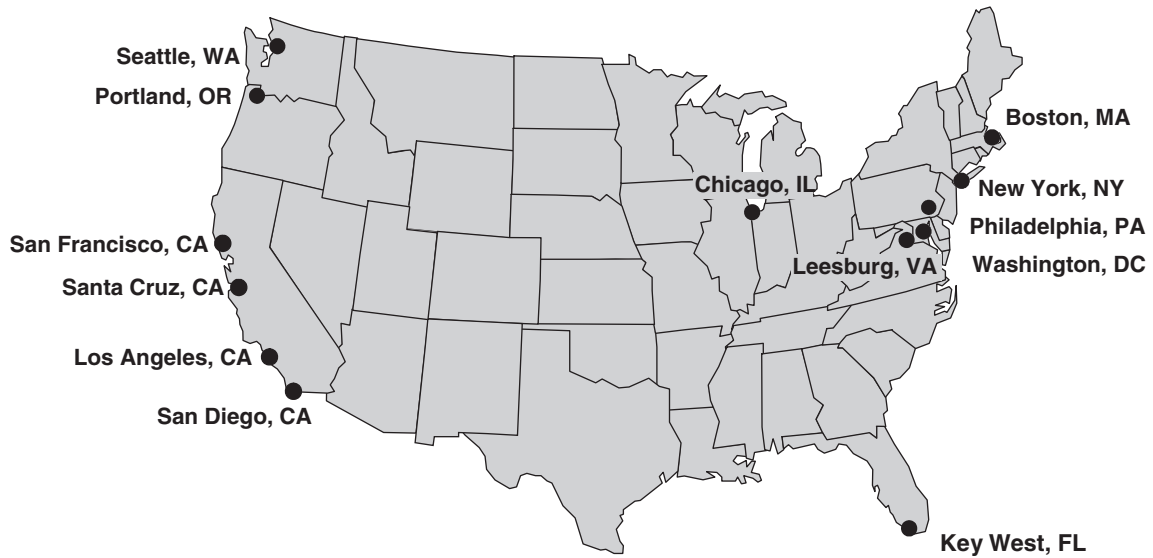 Seattle, WA
Portland, OR
Boston, MA
Chicago, IL
New York, NY
Philadelphia, PA
San Francisco, CA
Leesburg, VA
Washington, DC
Santa Cruz, CA
Los Angeles, CA
San Diego, CA
Key West, FL